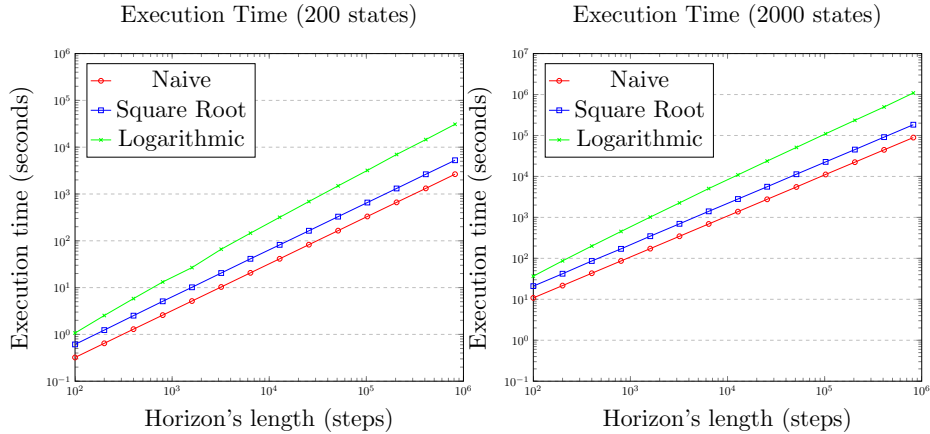 Execution Time (200 states)
10^6
10^5
10^4
10^3
10^2
10^1
10^0
10^−1
Execution time (seconds)
Naive
Square Root
Logarithmic
10^2
10^3
10^4
10^5
10^6
Horizon's length (steps)
Execution Time (2000 states)
10^7
10^6
10^5
10^4
10^3
10^2
10^1
10^0
10^−1
Execution time (seconds)
Naive
Square Root
Logarithmic
10^2
10^3
10^4
10^5
10^6
Horizon's length (steps)